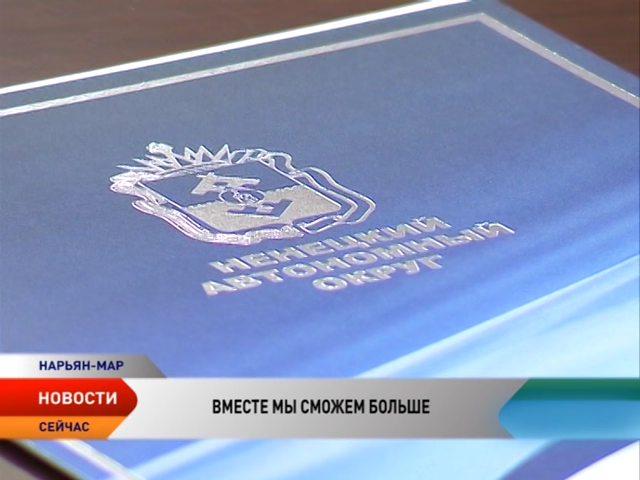 НЕНЕЦКИЙ
АВТОНОМНЫЙ
ОКРУГ
НАРЬЯН-МАР
НОВОСТИ
СЕЙЧАС
ВМЕСТЕ МЫ СМОЖЕМ БОЛЬШЕ